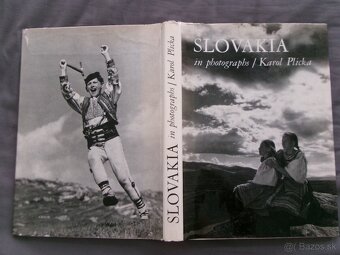 SLOVAKIA
in photographs / Karol Plicka
SLOVAKIA in photographs / Karol Plicka
© Bazos.sk